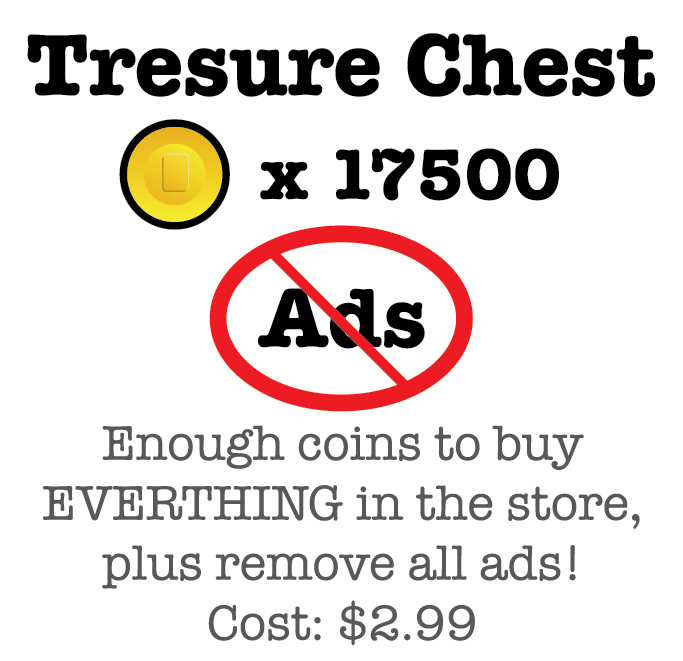 Tresure Chest
x 17500
Ads
Enough coins to buy
EVERTHING in the store,
plus remove all ads!
Cost: $2.99